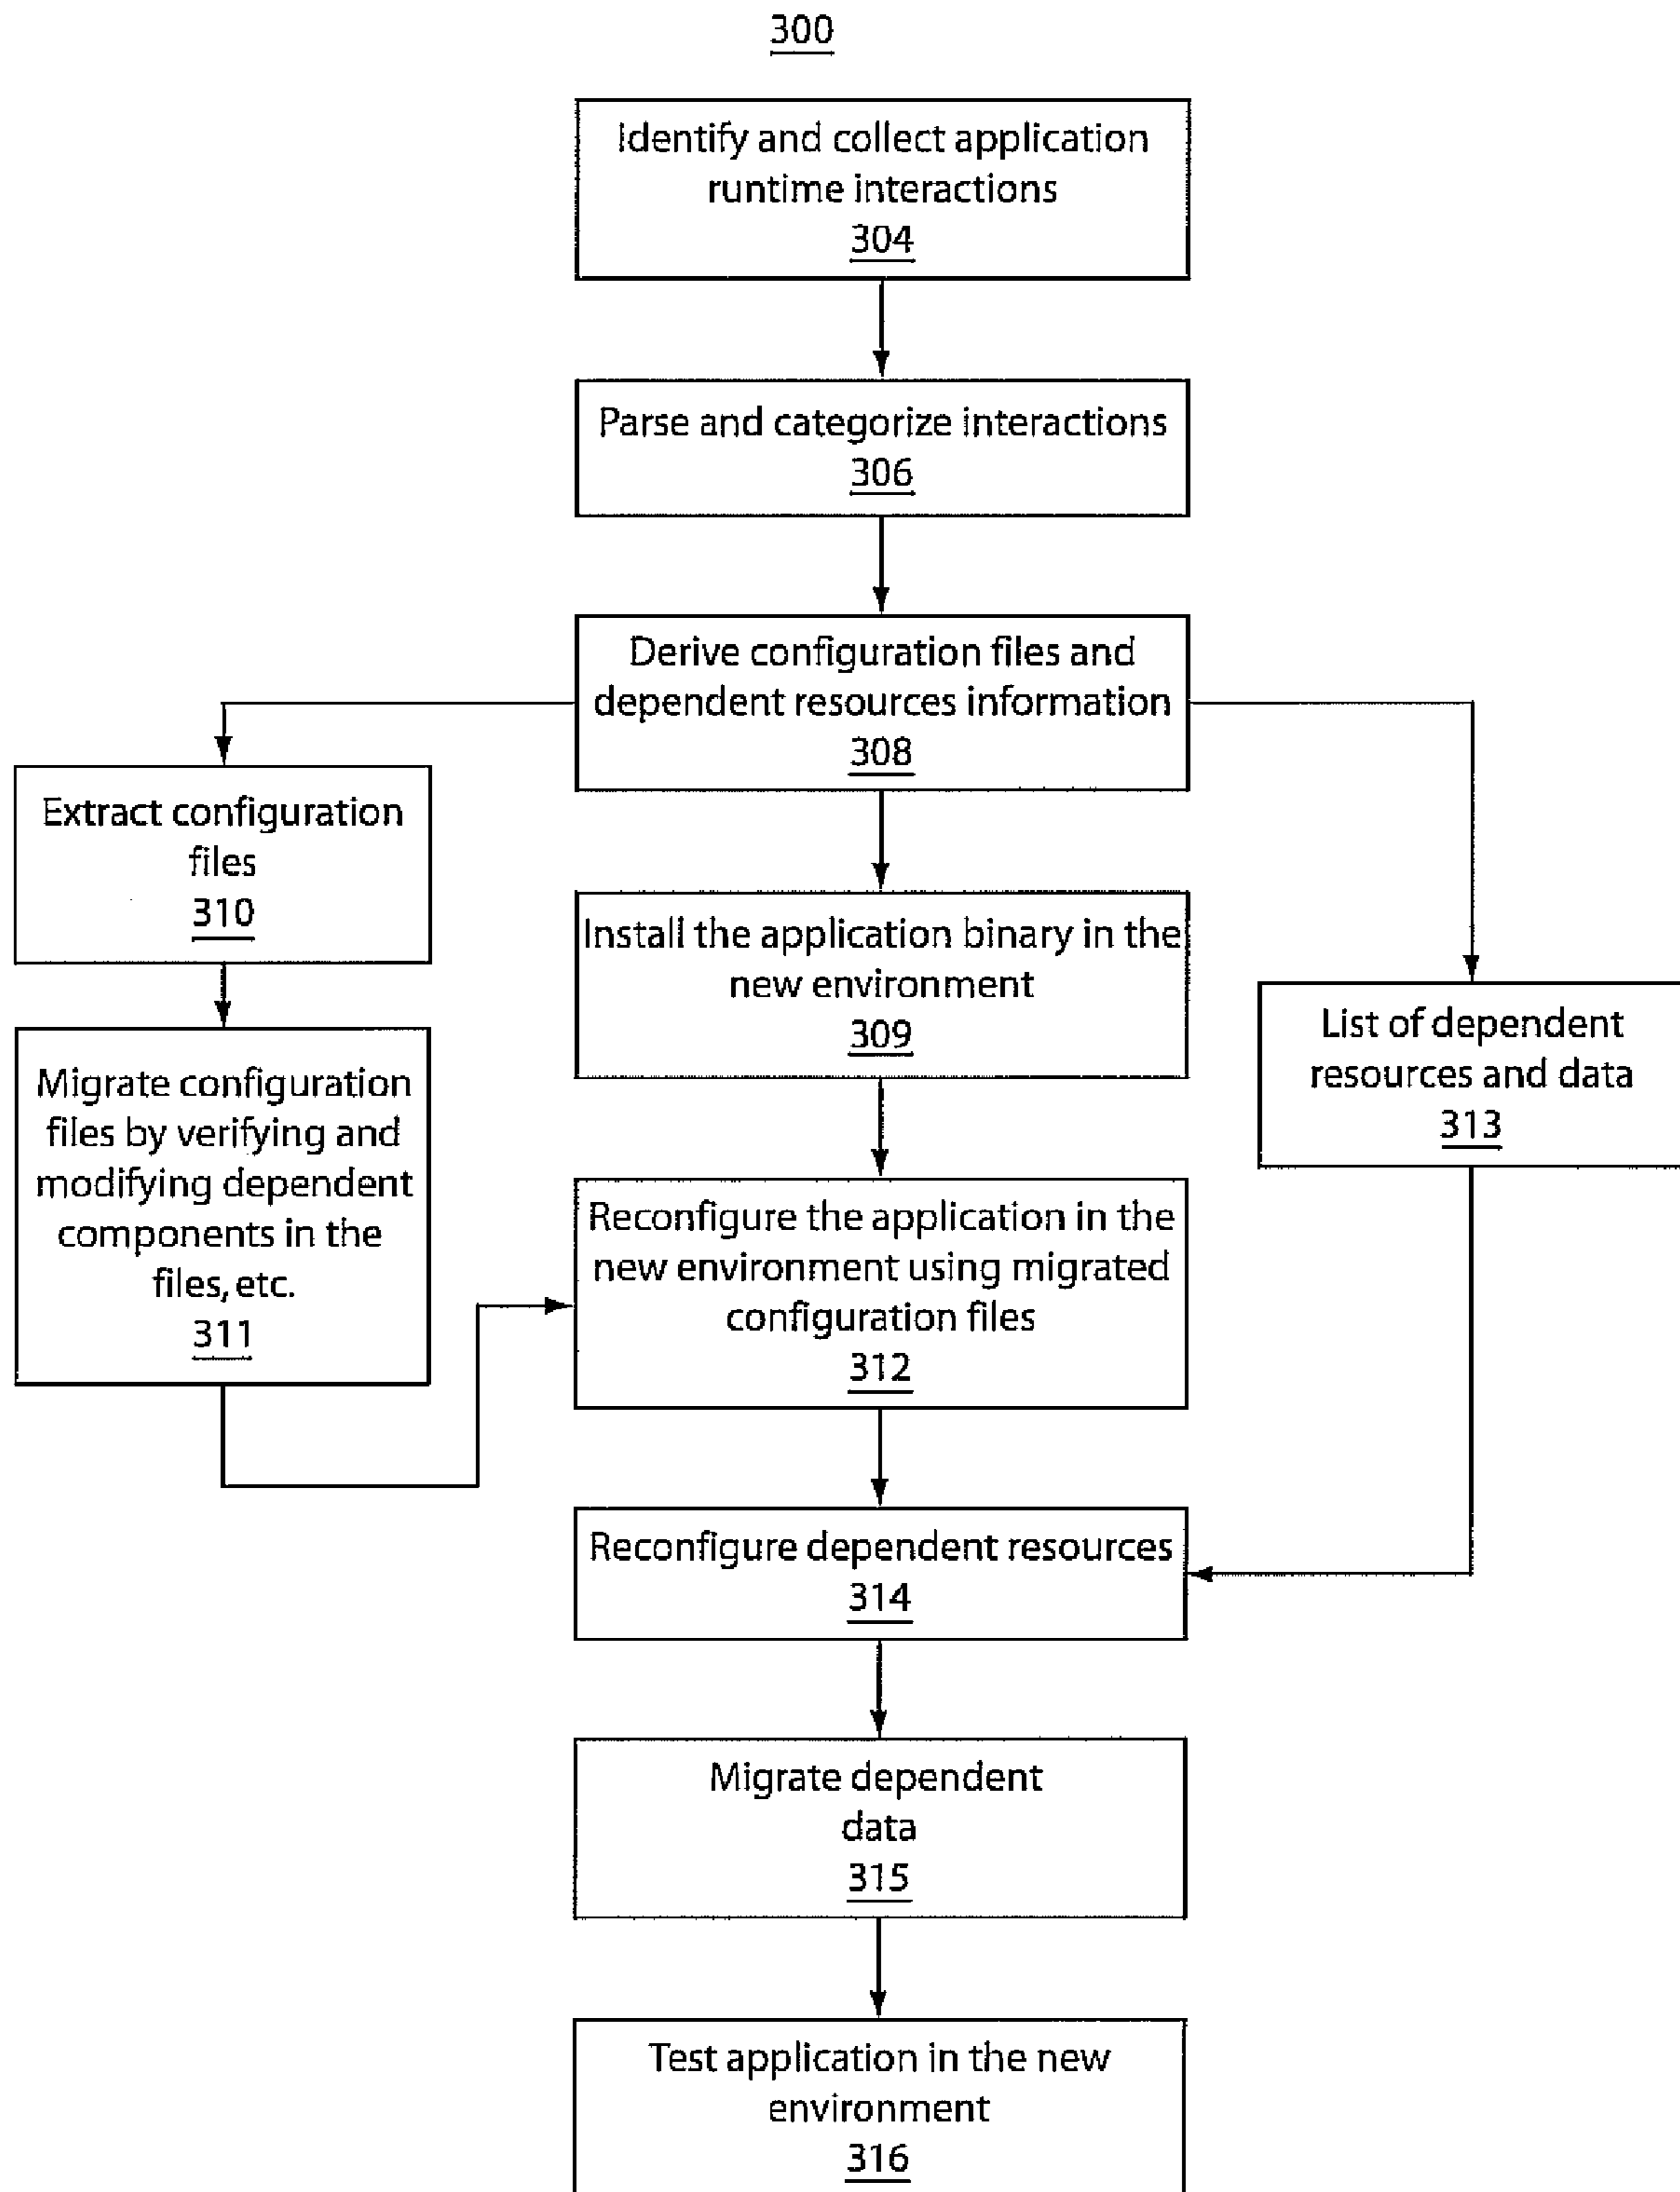 300
Identify and collect application
runtime interactions
304
Parse and categorize interactions
306
Derive configuration files and
dependent resources information
308
Extract configuration
files
310
Install the application binary in the
new environment
309
List of dependent
resources and data
313
Migrate configuration
files by verifying and
modifying dependent
components in the
files, etc.
311
Reconfigure the application in the
new environment using migrated
configuration files
312
Reconfigure dependent resources
314
Migrate dependent
data
315
Test application in the new
environment
316